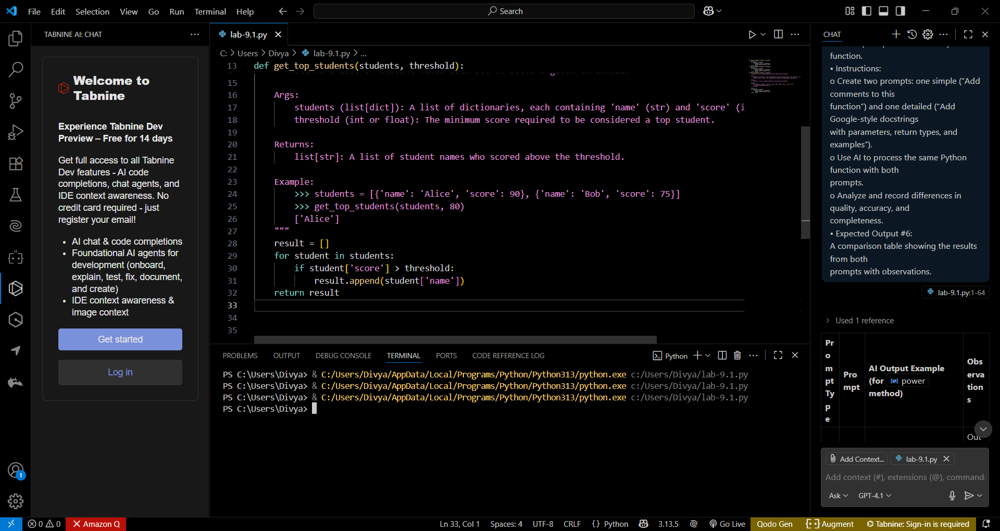 File Edit Selection View Go Run Terminal Help
Search
TABNINE AI: CHAT
Welcome to
Tabnine
Experience Tabnine Dev
Preview – Free for 14 days
Get full access to all Tabnine
Dev features - AI code
completions, chat agents, and
IDE context awareness. No
credit card required - just
register your email!
• AI chat & code completions
• Foundational AI agents for
development (onboard,
explain, test, fix, document,
and create)
• IDE context awareness &
image context
Get started
Log in
1
lab-9.1.py
C: > Users > Divya > lab-9.1.py > ...
13 def get_top_students(students, threshold):
15
16 Args:
17 students (list[dict]): A list of dictionaries, each containing 'name' (str) and 'score' (i
18 threshold (int or float): The minimum score required to be considered a top student.
19
20 Returns:
21 list[str]: A list of student names who scored above the threshold.
22
23 Example:
24 >>> students = [{'name': 'Alice', 'score': 90}, {'name': 'Bob', 'score': 75}]
25 >>> get_top_students(students, 80)
26 ['Alice']
27 """
28 result = []
29 for student in students:
30 if student['score'] > threshold:
31 result.append(student['name'])
32 return result
33
34
35
PROBLEMS OUTPUT DEBUG CONSOLE TERMINAL PORTS CODE REFERENCE LOG
Python
PS C:\Users\Divya> & C:/Users/Divya/AppData/Local/Programs/Python/Python313/python.exe c:/Users/Divya/lab-9.1.py
PS C:\Users\Divya> & C:/Users/Divya/AppData/Local/Programs/Python/Python313/python.exe c:/Users/Divya/lab-9.1.py
PS C:\Users\Divya> & C:/Users/Divya/AppData/Local/Programs/Python/Python313/python.exe c:/Users/Divya/lab-9.1.py
PS C:\Users\Divya>
CHAT
function.
• Instructions:
o Create two prompts: one simple (“Add
comments to this
function”) and one detailed (“Add
Google-style docstrings
with parameters, return types, and
examples”).
o Use AI to process the same Python
function with both
prompts.
o Analyze and record differences in
quality, accuracy, and
completeness.
• Expected Output #6:
A comparison table showing the results
from both
prompts with observations.
lab-9.1.py:1-64
> Used 1 reference
Pr
o
m
pt
Ty
p
e
Pro
mpt
AI Output Example
(for power
method)
Obs
erva
tion
s
Out
Add Context... lab-9.1.py
Add context (#), extensions (@), command
Ask GPT-4.1
0 0 Amazon Q Ln 33, Col 1 Spaces: 4 UTF-8 CRLF {} Python 3.13.5 Go Live Qodo Gen Augment Tabnine: Sign-in is required